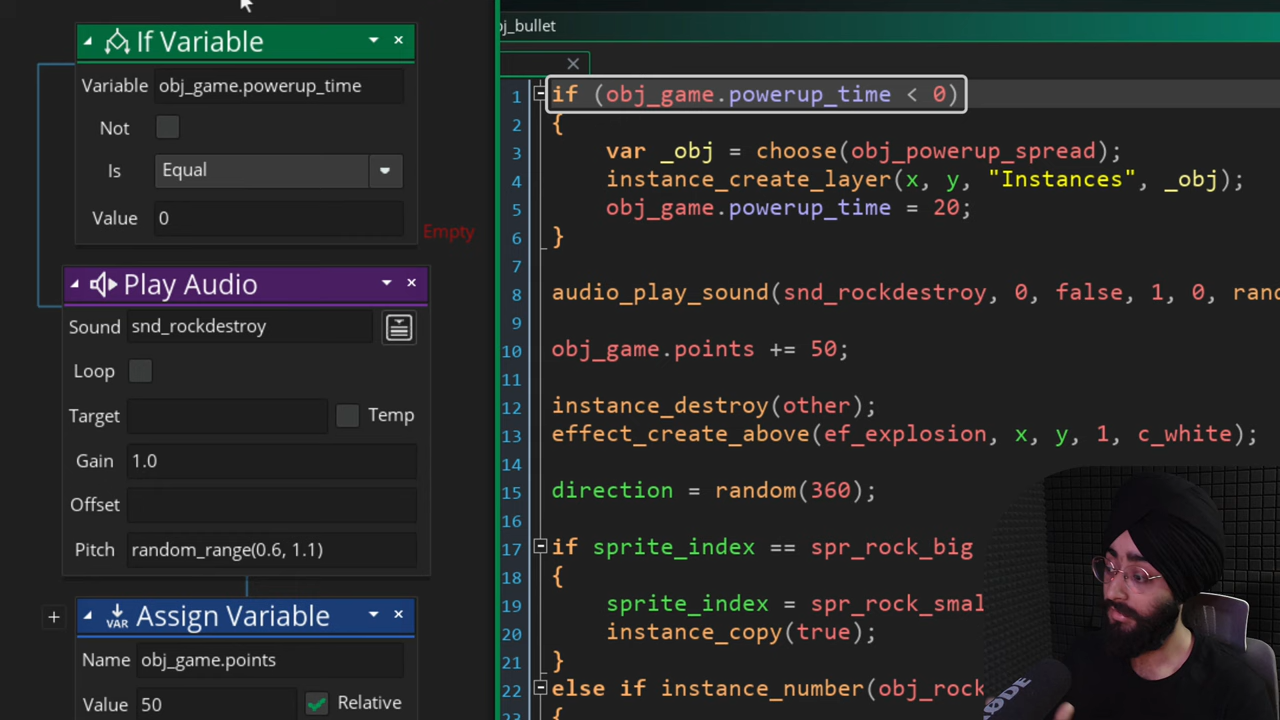 If Variable
Variable obj_game.powerup_time
Not
Is Equal
Value 0
Empty
Play Audio
Sound snd_rockdestroy
Loop
Target Temp
Gain 1.0
Offset
Pitch random_range(0.6, 1.1)
Assign Variable
VAR
Name obj_game.points
Value 50 Relative
bj_bullet
1 if (obj_game.powerup_time < 0)
2 {
3 var _obj = choose(obj_powerup_spread);
4 instance_create_layer(x, y, "Instances", _obj);
5 obj_game.powerup_time = 20;
6 }
7
8 audio_play_sound(snd_rockdestroy, 0, false, 1, 0, rand
9
10 obj_game.points += 50;
11
12 instance_destroy(other);
13 effect_create_above(ef_explosion, x, y, 1, c_white);
14
15 direction = random(360);
16
17 if sprite_index == spr_rock_big
18 {
19 sprite_index = spr_rock_smal
20 instance_copy(true);
21 }
22 else if instance_number(obj_rock
23 {